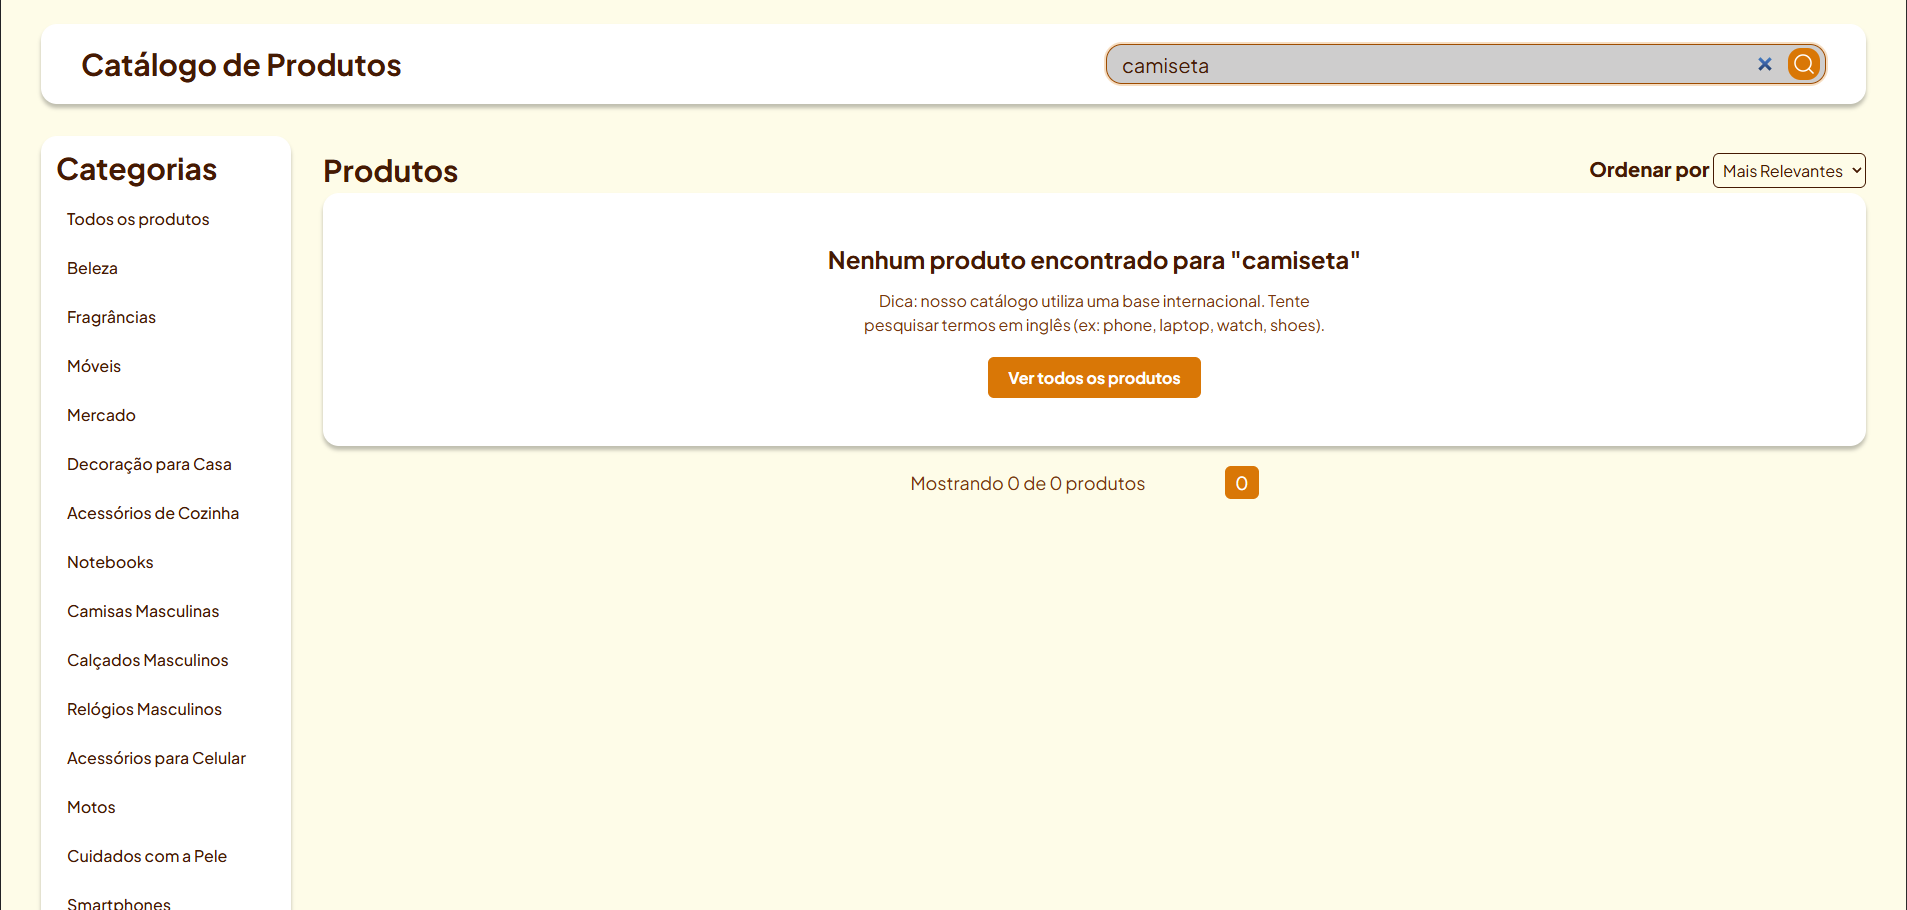 Catálogo de Produtos
camiseta
Categorias
Todos os produtos
Beleza
Fragrâncias
Móveis
Mercado
Decoração para Casa
Acessórios de Cozinha
Notebooks
Camisas Masculinas
Calçados Masculinos
Relógios Masculinos
Acessórios para Celular
Motos
Cuidados com a Pele
Smartphones
Produtos
Ordenar por Mais Relevantes
Nenhum produto encontrado para "camiseta"
Dica: nosso catálogo utiliza uma base internacional. Tente
pesquisar termos em inglês (ex: phone, laptop, watch, shoes).
Ver todos os produtos
Mostrando 0 de 0 produtos
0